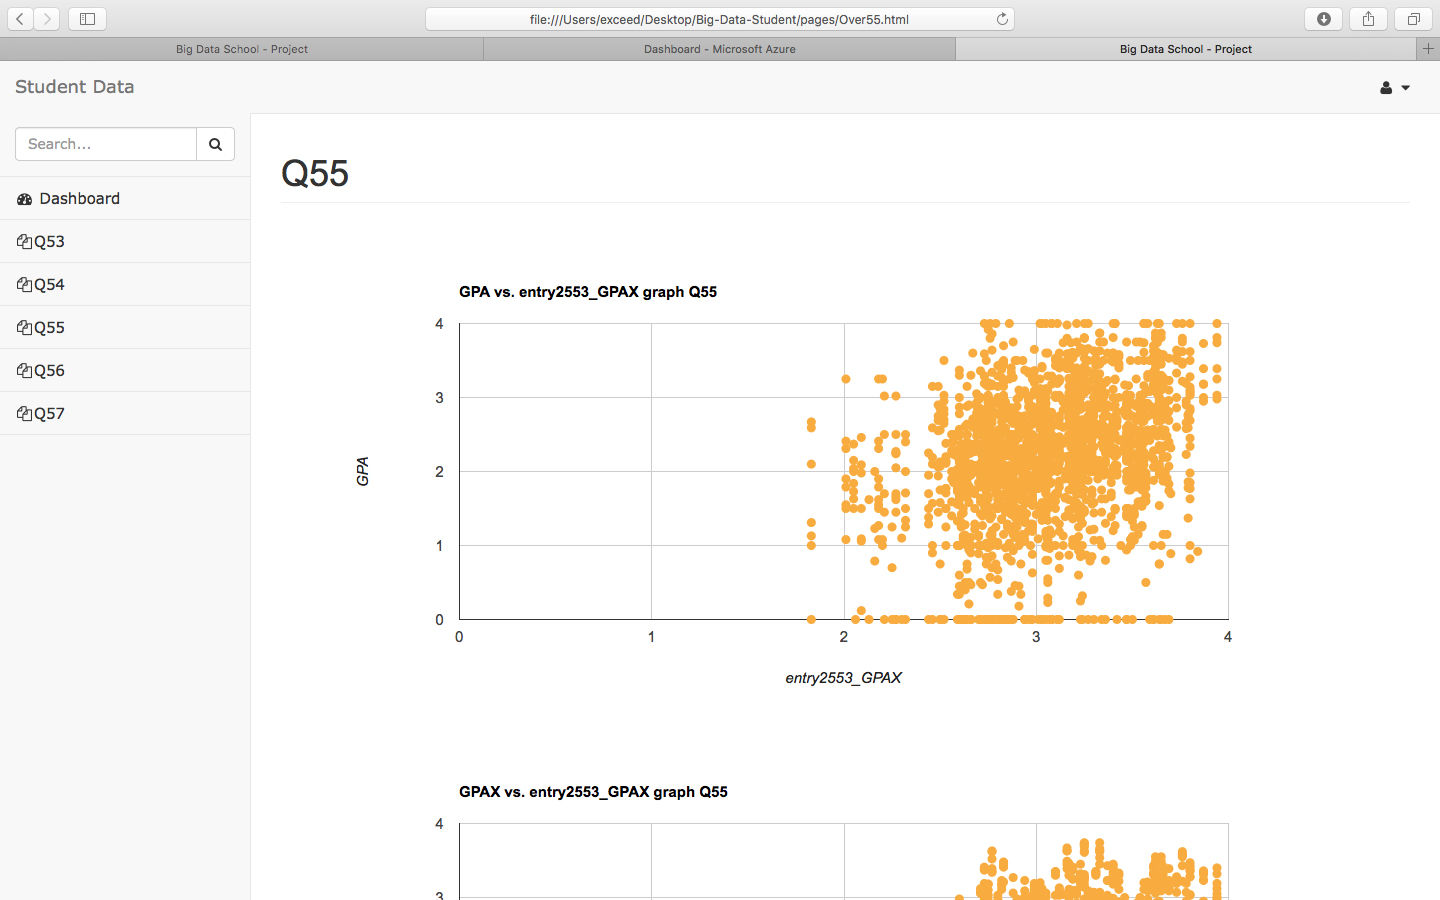 file:///Users/exceed/Desktop/Big-Data-Student/pages/Over55.html
Big Data School - Project
Dashboard - Microsoft Azure
Big Data School - Project
Student Data
Search...
Dashboard
Q53
Q54
Q55
Q56
Q57
Q55
GPA vs. entry2553_GPAX graph Q55
4
3
2
1
0
GPA
0 1 2 3 4
entry2553_GPAX
GPAX vs. entry2553_GPAX graph Q55
4
3